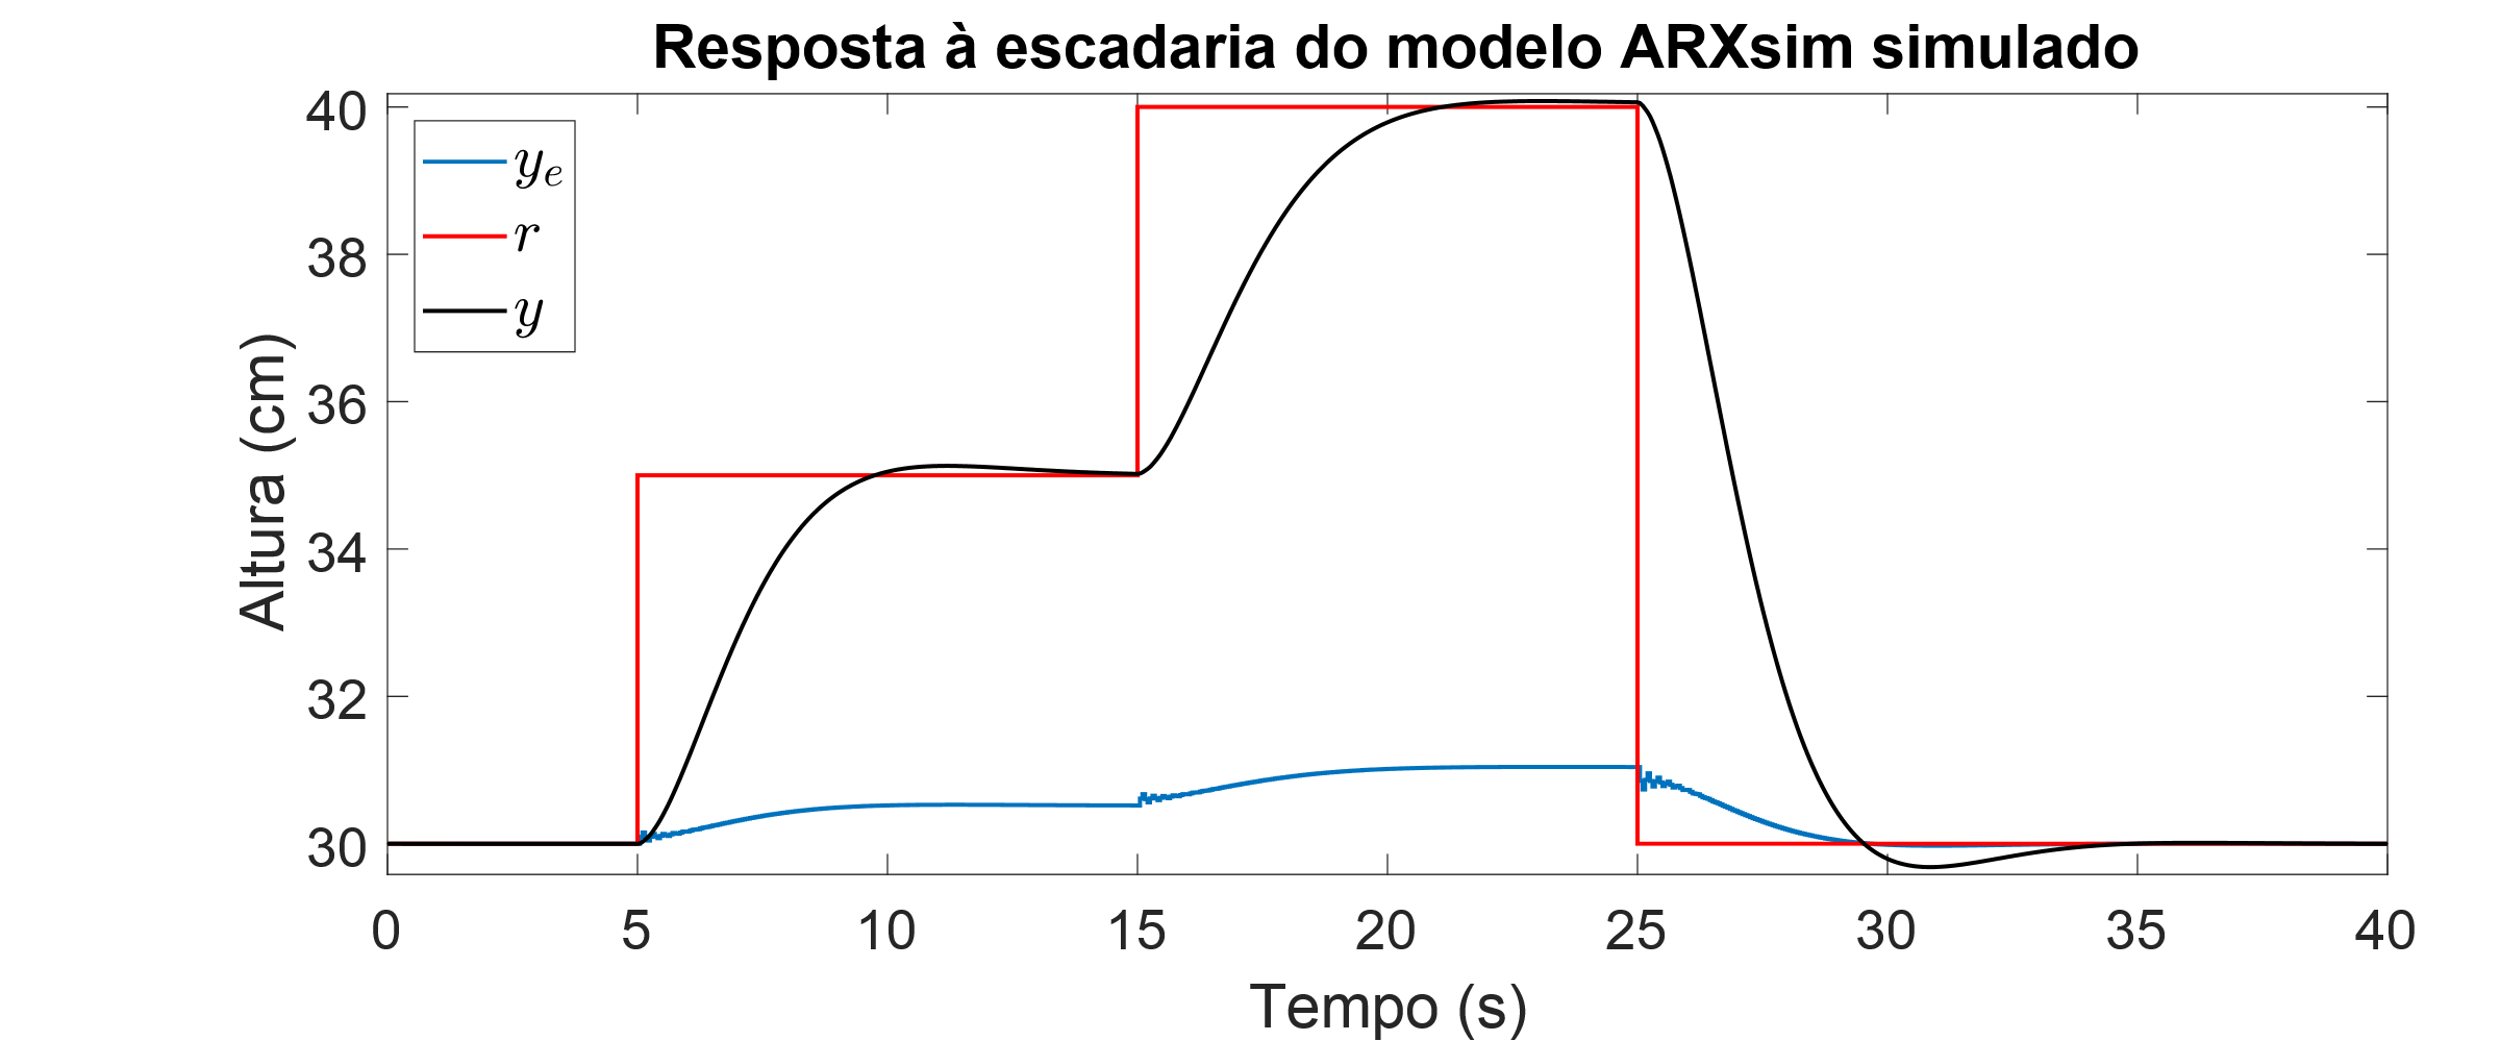 Resposta à escadaria do modelo ARXsim simulado
40
38
36
34
32
30
Altura (cm)
y_e
r
y
0 5 10 15 20 25 30 35 40
Tempo (s)